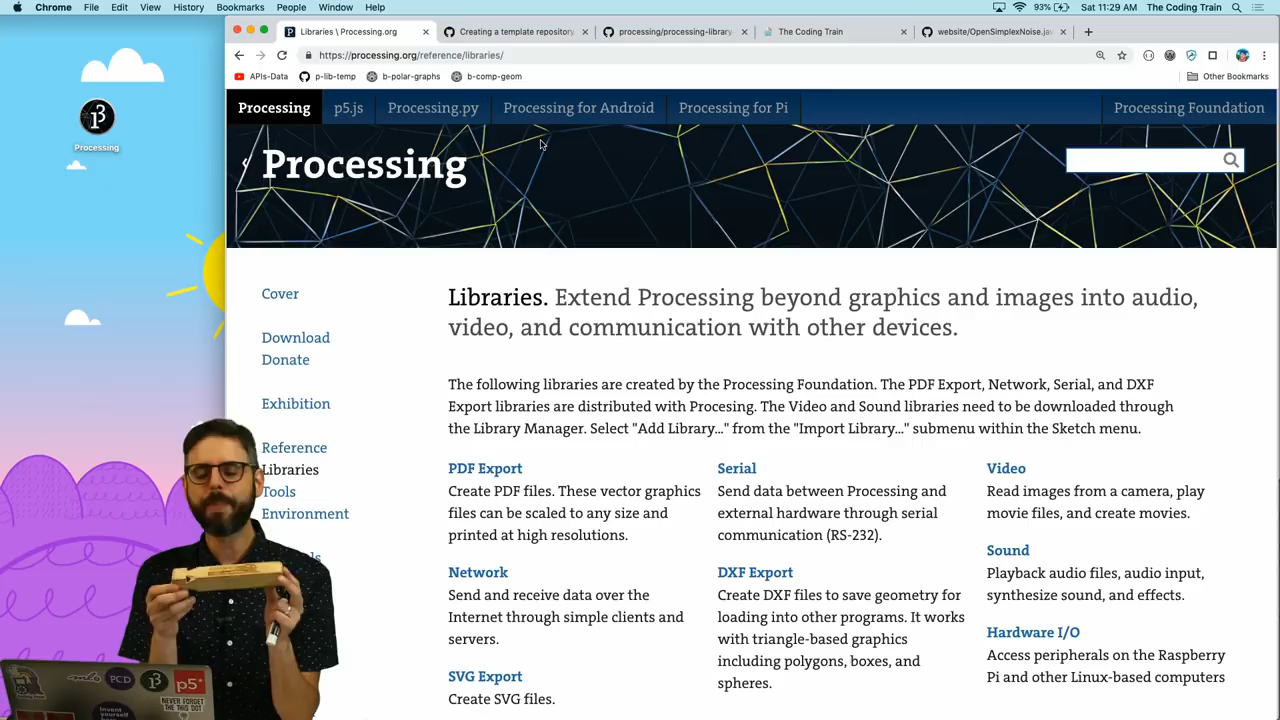 Chrome File Edit View History Bookmarks People Window Help 93% Sat 11:29 AM The Coding Train
Libraries \ Processing.org Creating a template repository processing/processing-library The Coding Train website/OpenSimplexNoise.jav
https://processing.org/reference/libraries/
APIs-Data p-lib-temp b-polar-graphs b-comp-geom Other Bookmarks
Processing p5.js Processing.py Processing for Android Processing for Pi Processing Foundation
Processing
Processing
Cover
Download
Donate
Exhibition
Reference
Libraries
Tools
Environment
Libraries. Extend Processing beyond graphics and images into audio,
video, and communication with other devices.
The following libraries are created by the Processing Foundation. The PDF Export, Network, Serial, and DXF
Export libraries are distributed with Procesing. The Video and Sound libraries need to be downloaded through
the Library Manager. Select "Add Library..." from the "Import Library..." submenu within the Sketch menu.
PDF Export
Create PDF files. These vector graphics
files can be scaled to any size and
printed at high resolutions.
Network
Send and receive data over the
Internet through simple clients and
servers.
SVG Export
Create SVG files.
Serial
Send data between Processing and
external hardware through serial
communication (RS-232).
DXF Export
Create DXF files to save geometry for
loading into other programs. It works
with triangle-based graphics
including polygons, boxes, and
spheres.
Video
Read images from a camera, play
movie files, and create movies.
Sound
Playback audio files, audio input,
synthesize sound, and effects.
Hardware I/O
Access peripherals on the Raspberry
Pi and other Linux-based computers
PCD
p5*
NEVER FORGET
THE THIS DOT
Invent
yourself